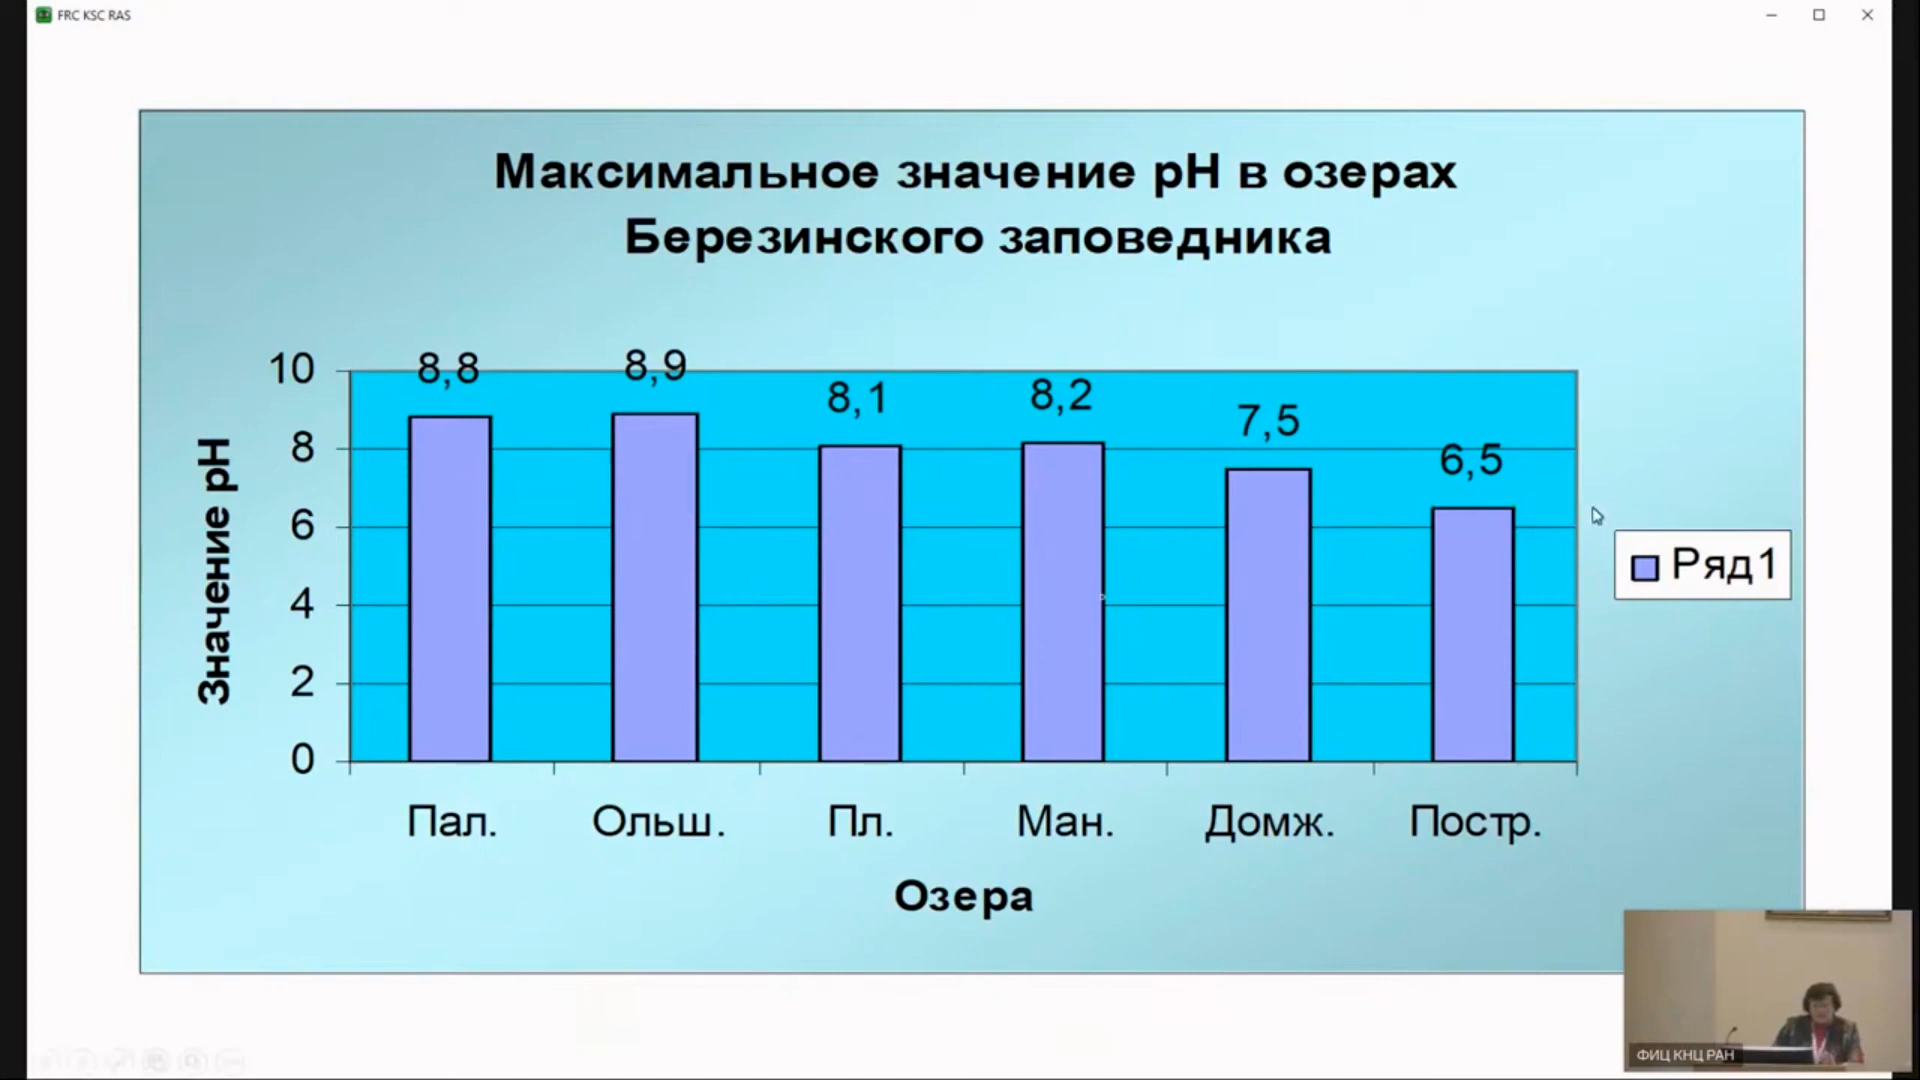 FRC KSC RAS
Максимальное значение pH в озерах
Березинского заповедника
Значение pH
10
8
6
4
2
0
8,8
8,9
8,1
8,2
7,5
6,5
Пал.
Ольш.
Пл.
Ман.
Домж.
Постр.
Озера
Ряд1
ФИЦ КНЦ РАН